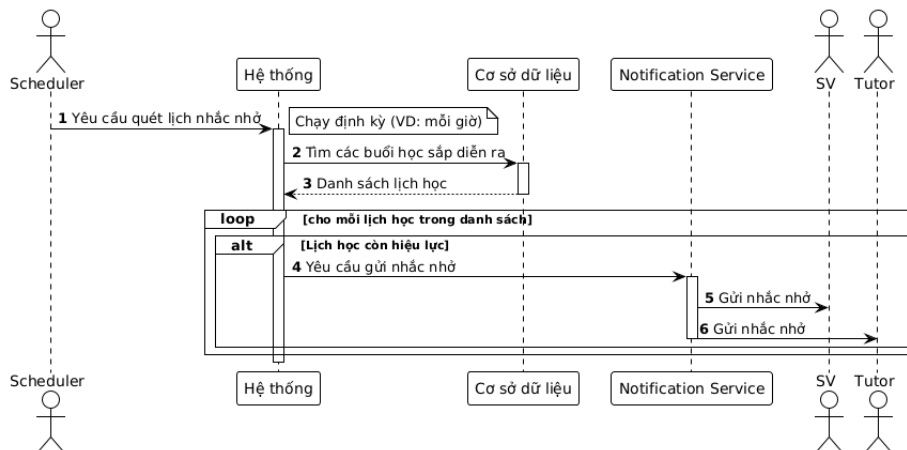 Scheduler
Hệ thống
Cơ sở dữ liệu
Notification Service
SV
Tutor
1 Yêu cầu quét lịch nhắc nhở
Chạy định kỳ (VD: mỗi giờ)
2 Tìm các buổi học sắp diễn ra
3 Danh sách lịch học
loop [cho mỗi lịch học trong danh sách]
alt [Lịch học còn hiệu lực]
4 Yêu cầu gửi nhắc nhở
5 Gửi nhắc nhở
6 Gửi nhắc nhở
Scheduler
Hệ thống
Cơ sở dữ liệu
Notification Service
SV
Tutor